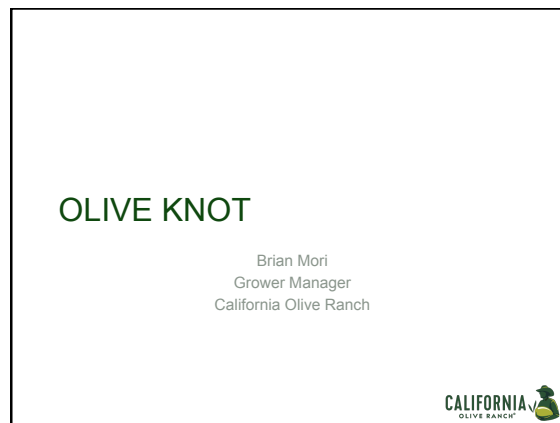 OLIVE KNOT
Brian Mori
Grower Manager
California Olive Ranch
CALIFORNIA
OLIVE RANCH®